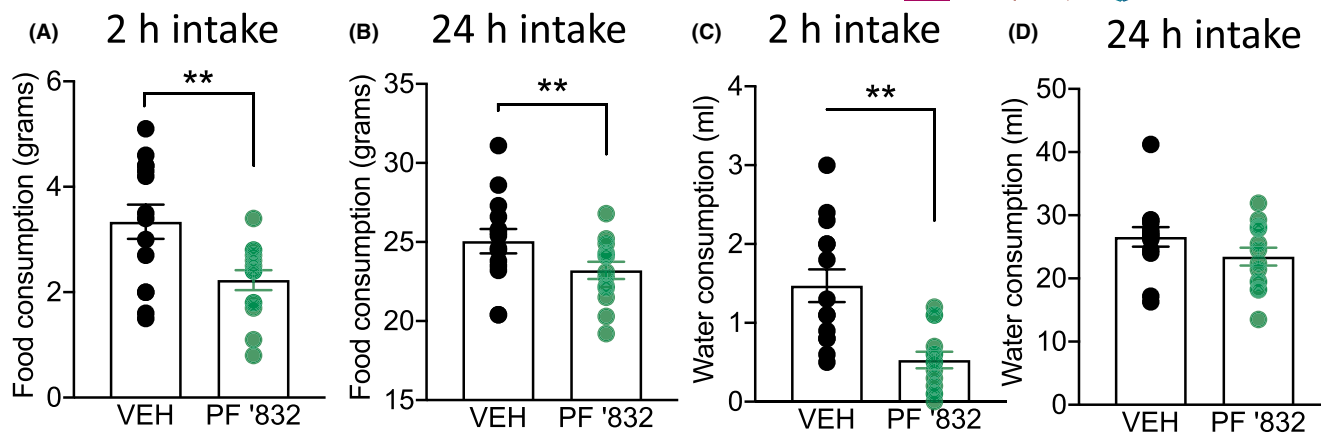 (A) 2 h intake
Food consumption (grams)
6
4
2
0
**
VEH PF '832
(B) 24 h intake
Food consumption (grams)
35
30
25
20
15
**
VEH PF '832
(C) 2 h intake
Water consumption (ml)
4
3
2
1
0
**
VEH PF '832
(D) 24 h intake
Water consumption (ml)
50
40
30
20
10
0
VEH PF '832